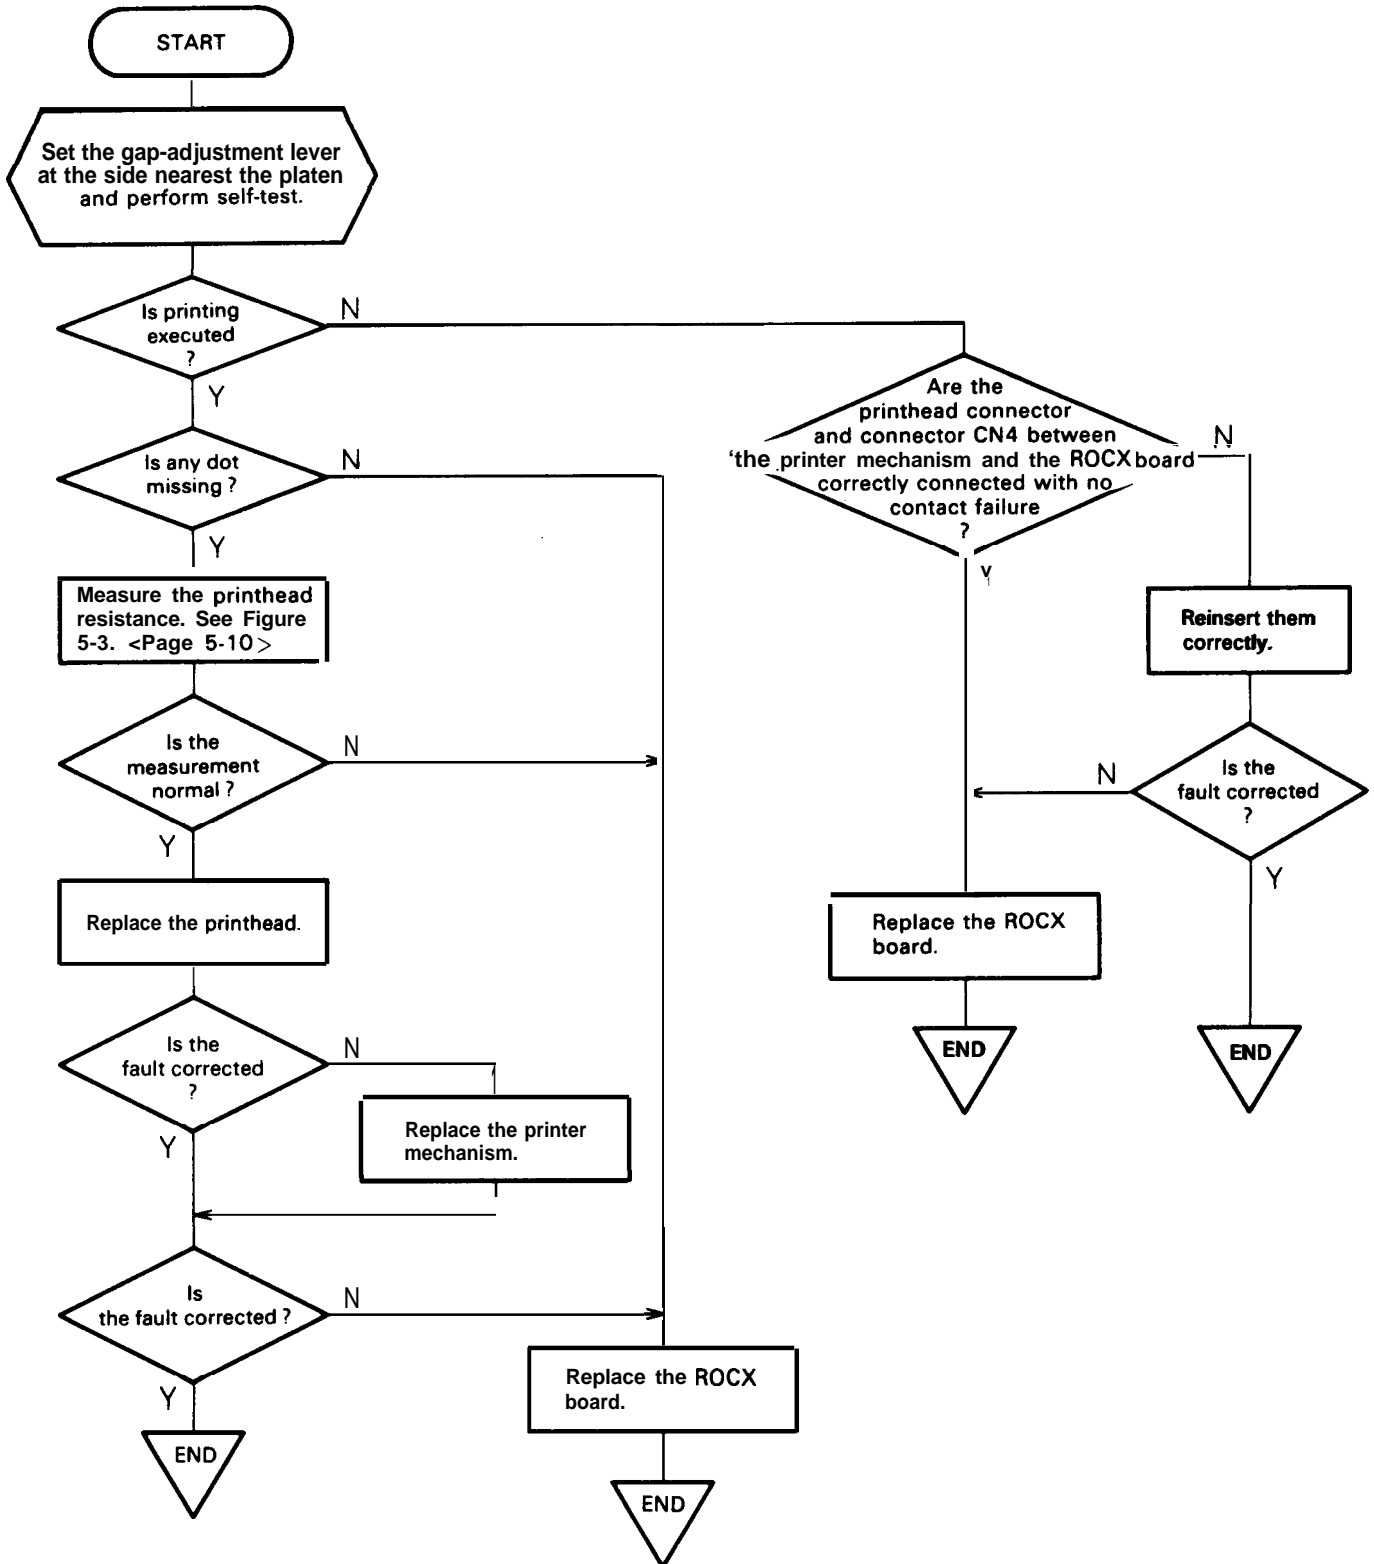 START
Set the gap-adjustment lever
at the side nearest the platen
and perform self-test.
Is printing
executed
?
N
Y
Is any dot
missing ?
N
Y
Measure the printhead
resistance. See Figure
5-3. <Page 5-10>
Is the
measurement
normal ?
N
Y
Replace the printhead.
Is the
fault corrected
?
N
Y
Replace the printer
mechanism.
Is
the fault corrected ?
N
Y
END
Replace the ROCX
board.
END
Are the
printhead connector
and connector CN4 between
'the printer mechanism and the ROCX board
correctly connected with no
contact failure
?
N
Y
Reinsert them
correctly.
Is the
fault corrected
?
N
Y
Replace the ROCX
board.
END
END